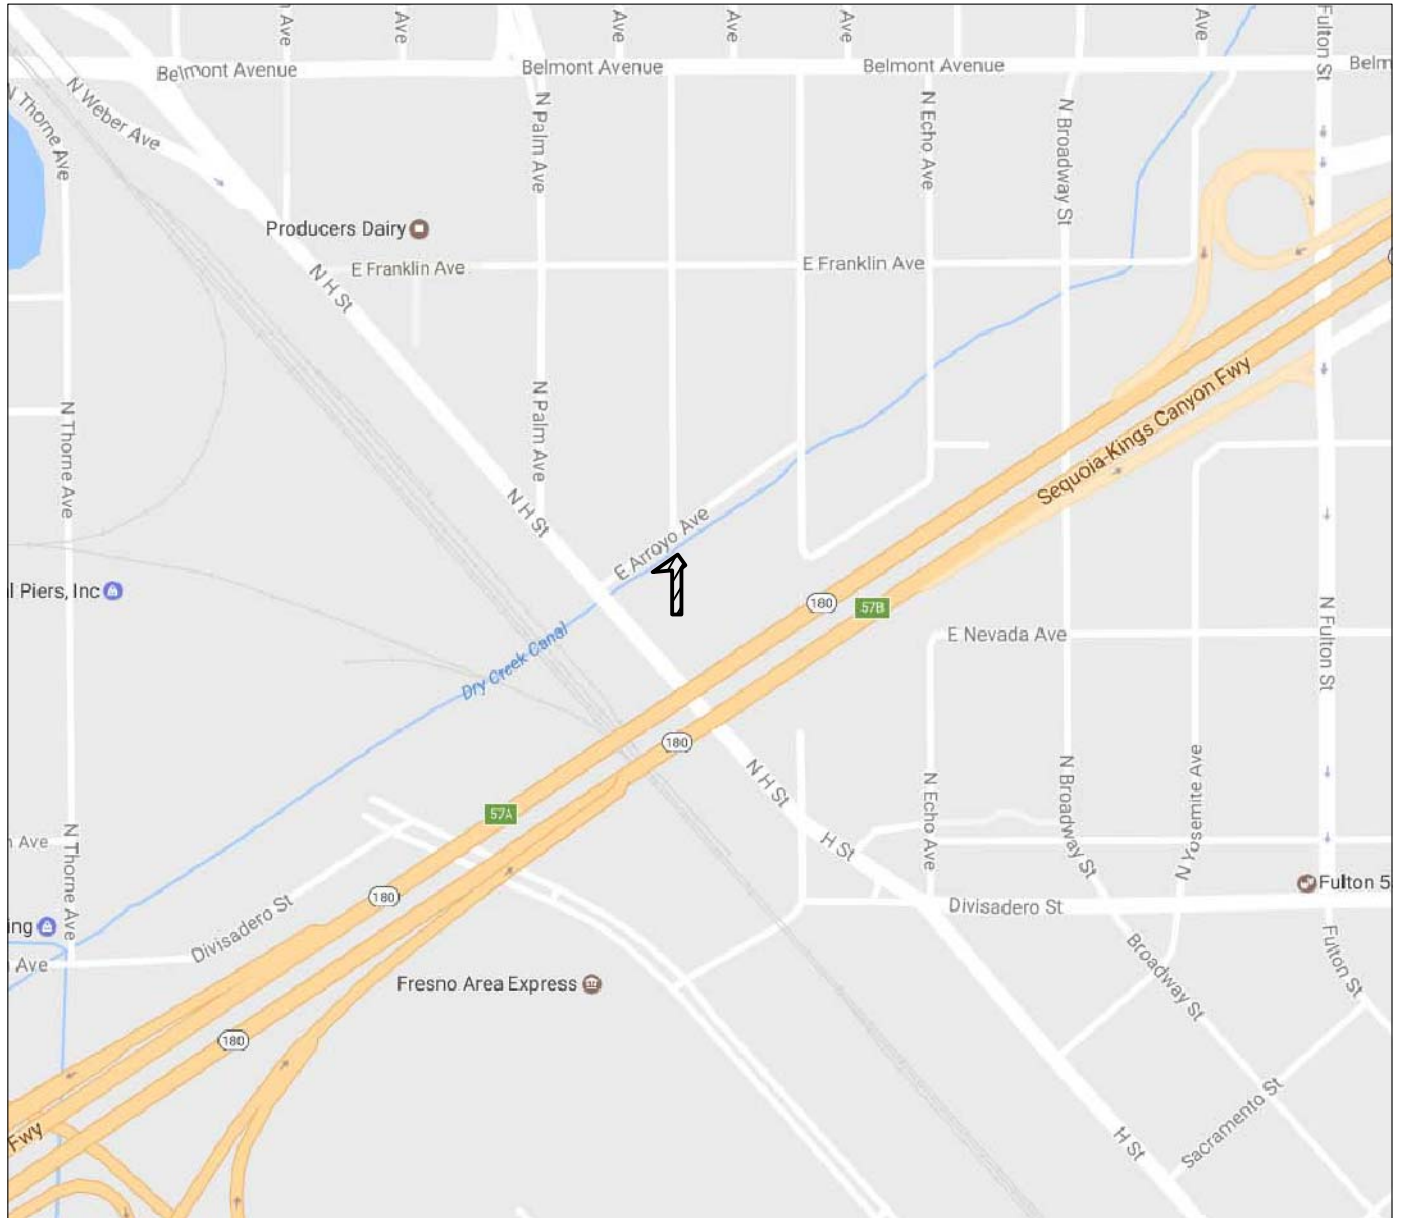 Ave
Ave
Ave
Ave
Ave
Ave
Fulton St
Belmont Avenue
Belmont Avenue
Belmont Avenue
Belm
N Thorne Ave
N Weber Ave
N Palm Ave
N Echo Ave
N Broadway St
Producers Dairy
E Franklin Ave
E Franklin Ave
N H St
N Palm Ave
Sequoia-Kings Canyon Fwy
N Thorne Ave
N H St
E Arroyo Ave
l Piers, Inc
180
57B
Dry Creek Canal
E Nevada Ave
N Fulton St
180
N H St
57A
N Echo Ave
N Broadway St
N Yosemite Ave
n Ave
N Thorne Ave
H St
180
Fulton 5
Divisadero St
Divisadero St
ing
Ave
Fresno Area Express
Broadway St
Fulton St
180
Fwy
H St
Sacramento St